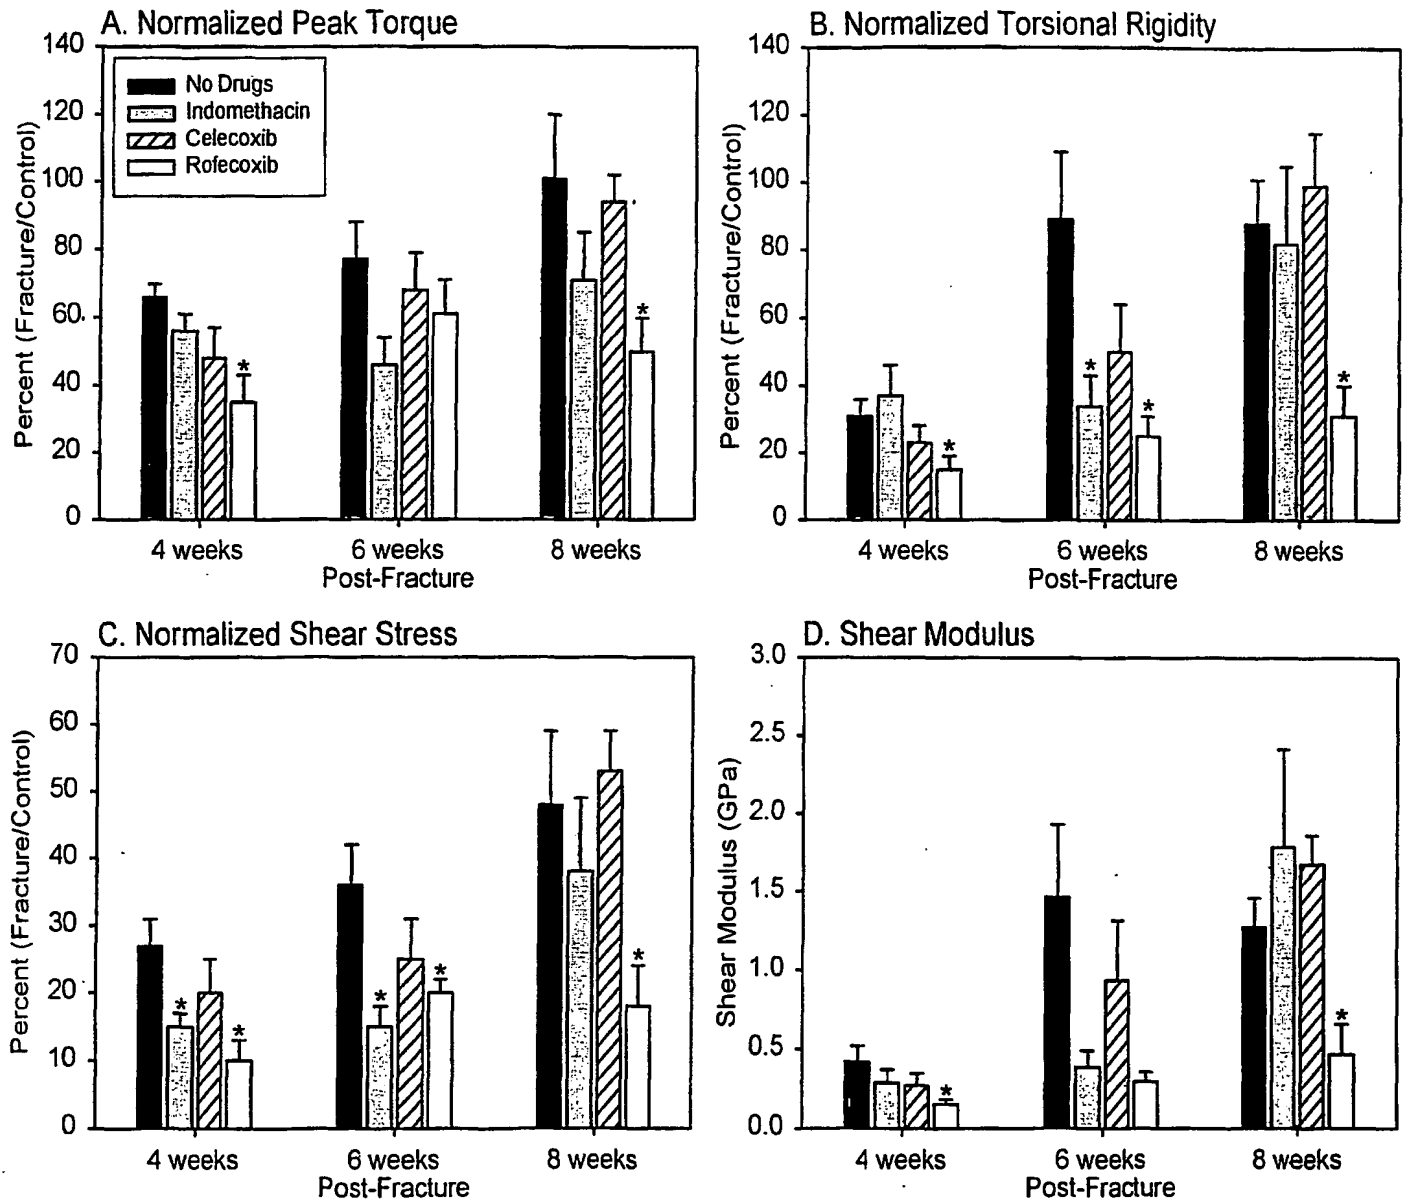 A. Normalized Peak Torque
140
120
100
80
60
40
20
0
Percent (Fracture/Control)
No Drugs
Indomethacin
Celecoxib
Rofecoxib
*
*
4 weeks
6 weeks
8 weeks
Post-Fracture
B. Normalized Torsional Rigidity
140
120
100
80
60
40
20
0
Percent (Fracture/Control)
*
*
*
*
4 weeks
6 weeks
8 weeks
Post-Fracture
C. Normalized Shear Stress
70
60
50
40
30
20
10
0
Percent (Fracture/Control)
*
*
*
*
*
4 weeks
6 weeks
8 weeks
Post-Fracture
D. Shear Modulus
3.0
2.5
2.0
1.5
1.0
0.5
0.0
Shear Modulus (GPa)
*
*
4 weeks
6 weeks
8 weeks
Post-Fracture